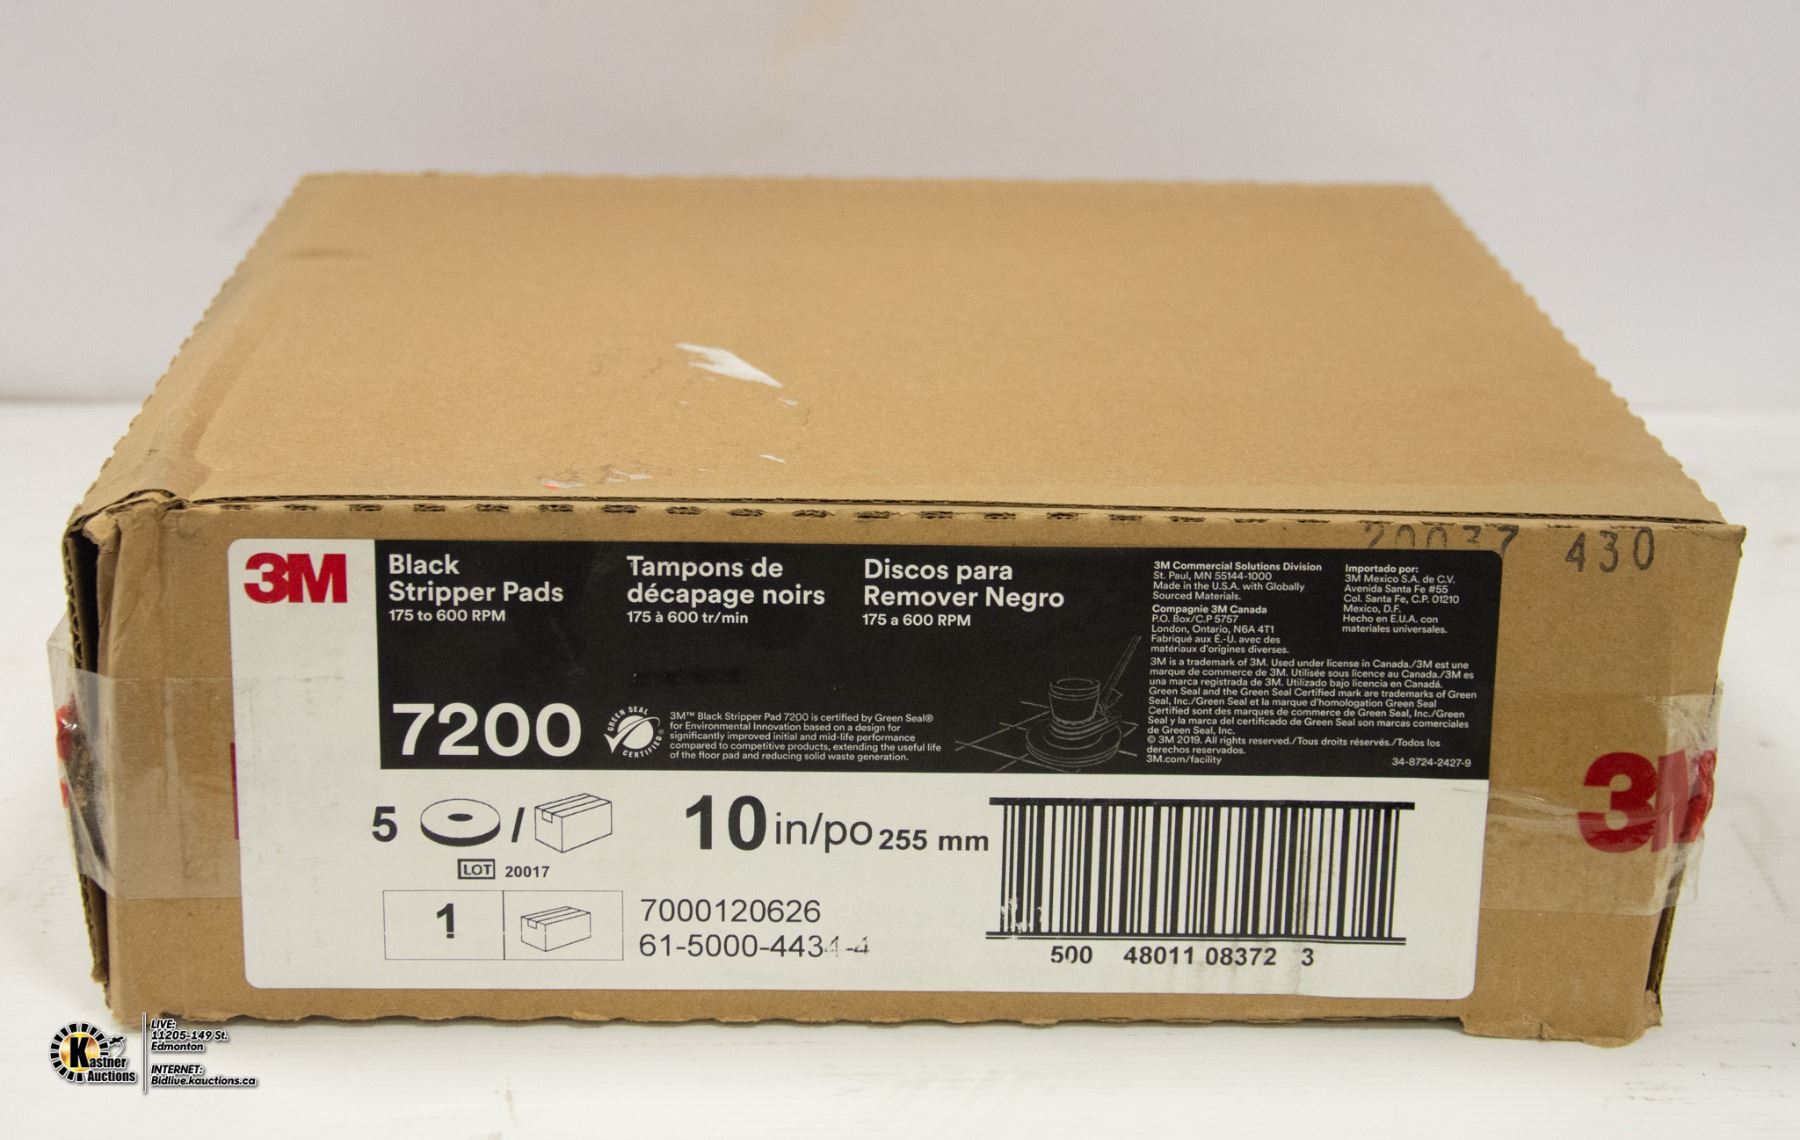 20037 430
3M
Black
Stripper Pads
175 to 600 RPM
Tampons de
décapage noirs
175 à 600 tr/min
Discos para
Remover Negro
175 a 600 RPM
3M Commercial Solutions Division
St. Paul, MN 55144-1000
Made in the U.S.A. with Globally
Sourced Materials.
Compagnie 3M Canada
P.O. Box/C.P 5757
London, Ontario, N6A 4T1
Fabriqué aux É.-U. avec des
matériaux d'origines diverses.
Importado por:
3M Mexico S.A. de C.V.
Avenida Santa Fe #55
Col. Santa Fe, C.P. 01210
Mexico, D.F.
Hecho en E.U.A. con
materiales universales.
3M is a trademark of 3M. Used under license in Canada./3M est une
marque de commerce de 3M. Utilisée sous licence au Canada./3M es
una marca registrada de 3M. Utilizado bajo licencia en Canadá.
Green Seal and the Green Seal Certified mark are trademarks of Green
Seal, Inc./Green Seal et la marque d'homologation Green Seal
Certified sont des marques de commerce de Green Seal, Inc./Green
Seal y la marca del certificado de Green Seal son marcas comerciales
de Green Seal, Inc.
© 3M 2019. All rights reserved./Tous droits réservés./Todos los
derechos reservados.
3M.com/facility
34-8724-2427-9
7200
GREEN SEAL
CERTIFIED
3M™ Black Stripper Pad 7200 is certified by Green Seal®
for Environmental Innovation based on a design for
significantly improved initial and mid-life performance
compared to competitive products, extending the useful life
of the floor pad and reducing solid waste generation.
5 /
10 in/po 255 mm
LOT 20017
1
7000120626
61-5000-4434-4
500 48011 08372 3
3M
Kastner
Auctions
LIVE:
11205-149 St.
Edmonton
INTERNET:
Bidlive.kauctions.ca